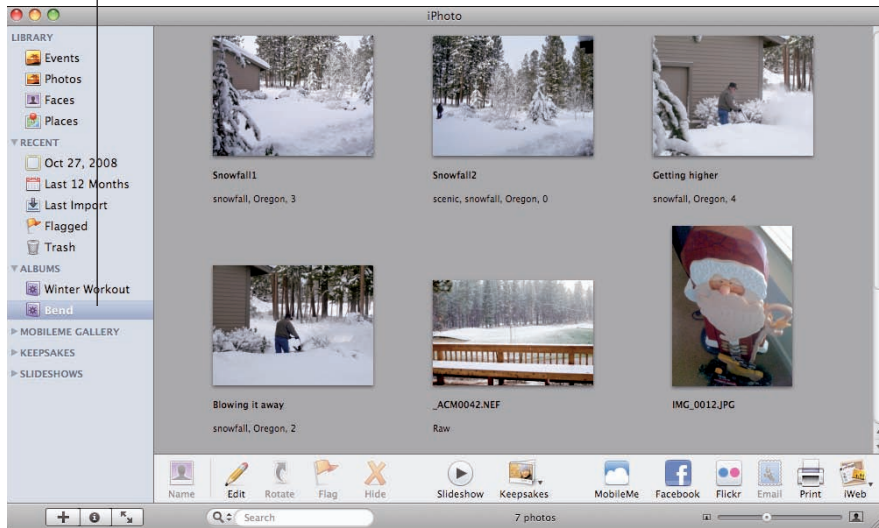 iPhoto
LIBRARY
Events
Photos
Faces
Places
RECENT
Oct 27, 2008
Last 12 Months
Last Import
Flagged
Trash
ALBUMS
Winter Workout
Bend
MOBILEME GALLERY
KEEPSAKES
SLIDESHOWS
Snowfall1
snowfall, Oregon, 3
Snowfall2
scenic, snowfall, Oregon, 0
Getting higher
snowfall, Oregon, 4
Blowing it away
snowfall, Oregon, 2
_ACM0042.NEF
Raw
IMG_0012.JPG
Name
Edit
Rotate
Flag
Hide
Slideshow
Keepsakes
MobileMe
Facebook
Flickr
Email
Print
iWeb
Search
7 photos